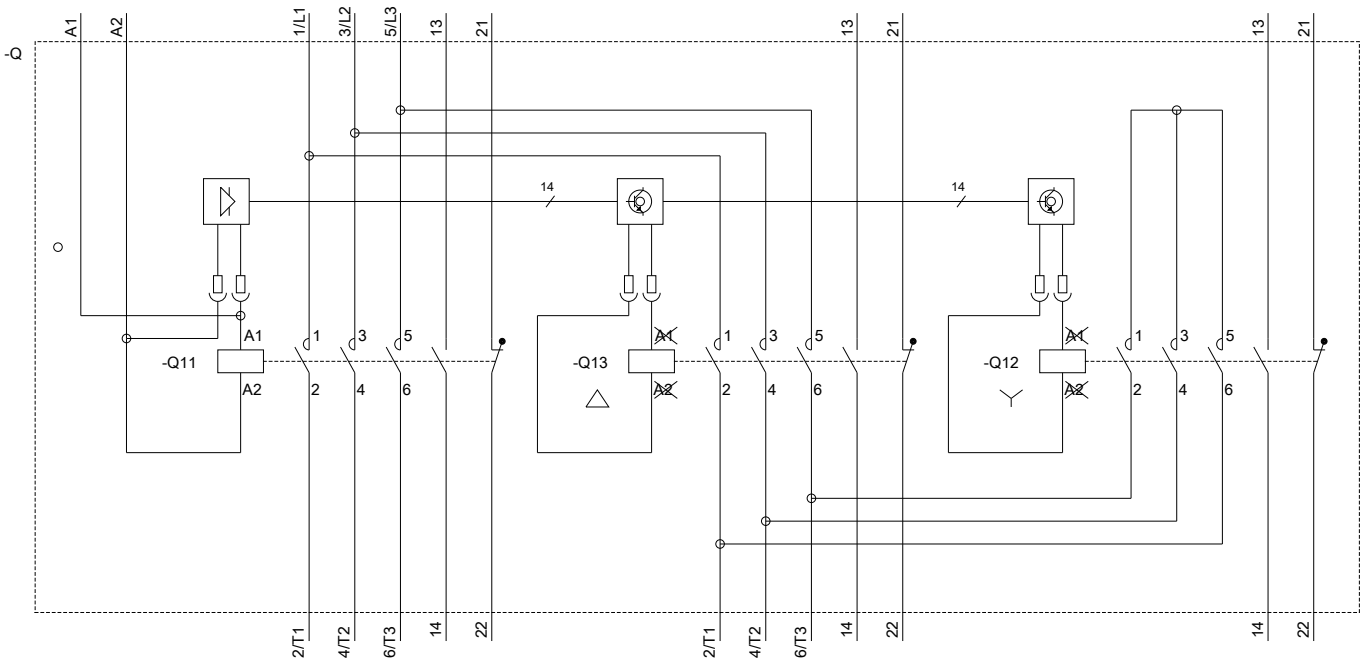 A1 A2 1/L1 3/L2 5/L3 13 21 13 21 13 21
-Q
14 14
A1 1 3 5 A1 1 3 5 A1 1 3 5
-Q11 -Q13 -Q12
A2 2 4 6 A2 2 4 6 A2 2 4 6
2/T1 4/T2 6/T3 14 22 2/T1 4/T2 6/T3 14 22 14 22